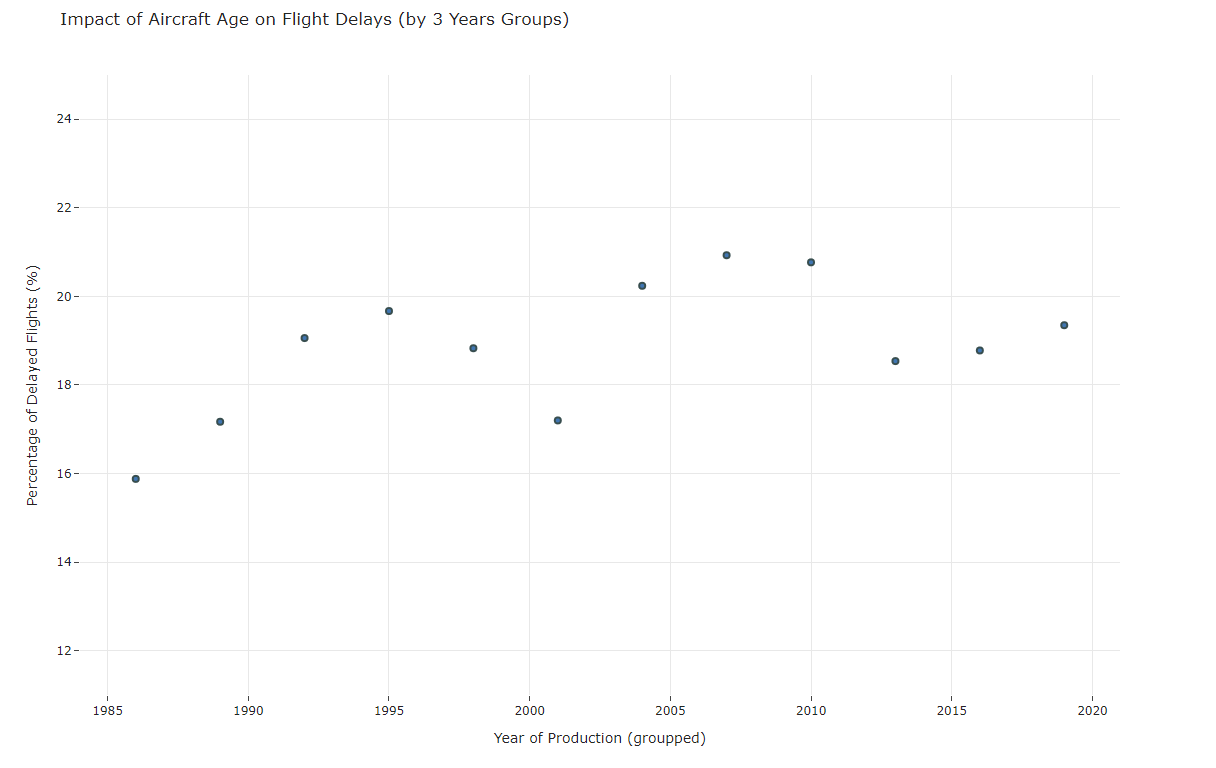 Impact of Aircraft Age on Flight Delays (by 3 Years Groups)
24
22
20
18
16
14
12
Percentage of Delayed Flights (%)
1985 1990 1995 2000 2005 2010 2015 2020
Year of Production (groupped)